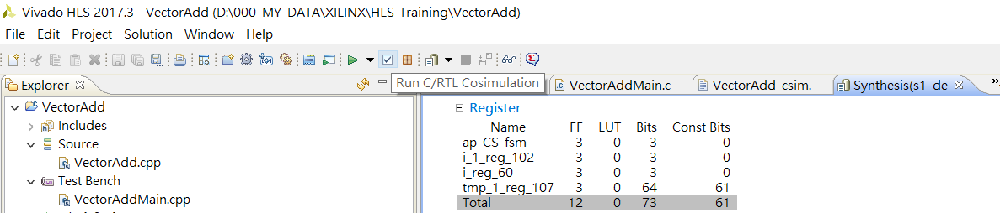 Vivado HLS 2017.3 - VectorAdd (D:\000_MY_DATA\XILINX\HLS-Training\VectorAdd)
File Edit Project Solution Window Help
Explorer
Run C/RTL Cosimulation
VectorAddMain.c
VectorAdd_csim.
Synthesis(s1_de
VectorAdd
Includes
Source
VectorAdd.cpp
Test Bench
VectorAddMain.cpp
Register
Name FF LUT Bits Const Bits
ap_CS_fsm 3 0 3 0
i_1_reg_102 3 0 3 0
i_reg_60 3 0 3 0
tmp_1_reg_107 3 0 64 61
Total 12 0 73 61